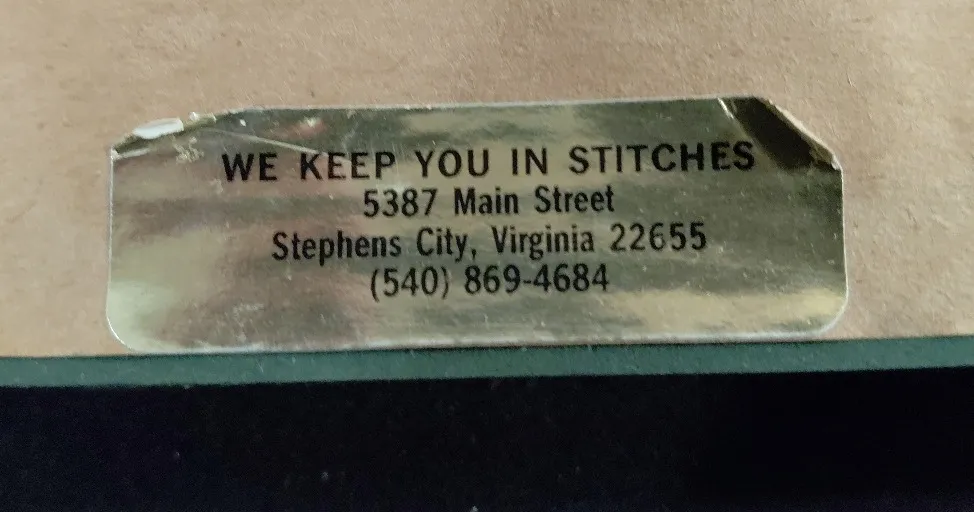 WE KEEP YOU IN STITCHES
5387 Main Street
Stephens City, Virginia 22655
(540) 869-4684